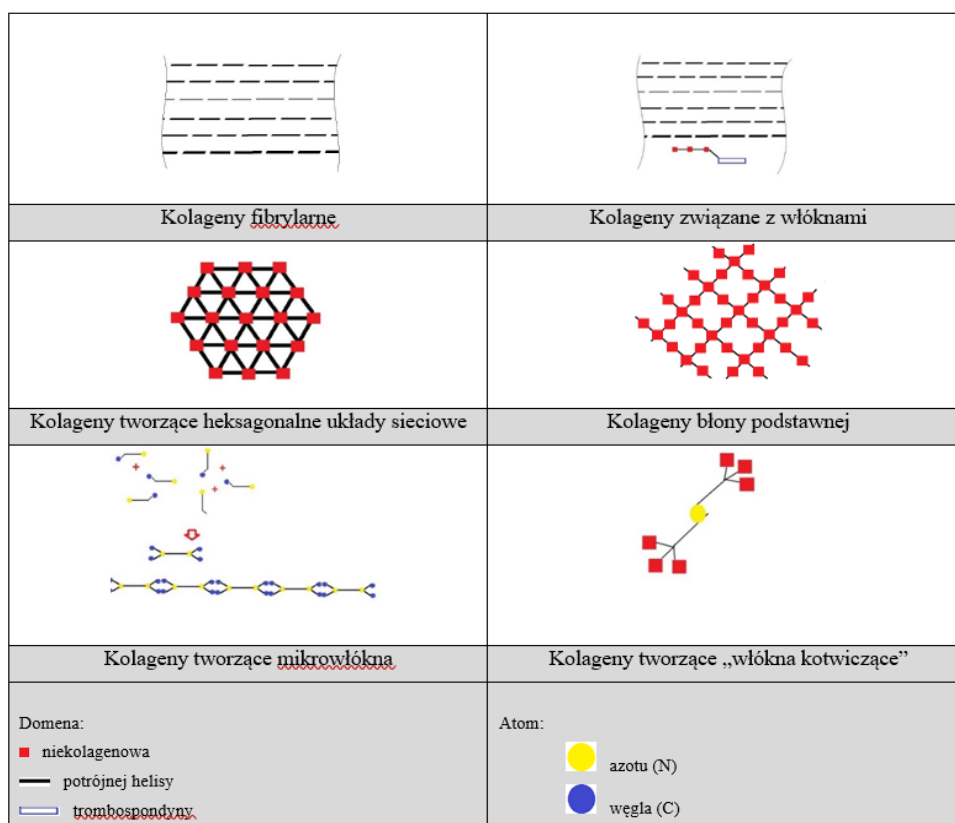 Kolageny fibrylarne
Kolageny związane z włóknami
Kolageny tworzące heksagonalne układy sieciowe
Kolageny błony podstawnej
Kolageny tworzące mikrowłókna
Kolageny tworzące „włókna kotwiczące”
Domena:
niekolagenowa
potrójnej helisy
trombospondyny
Atom:
azotu (N)
węgla (C)